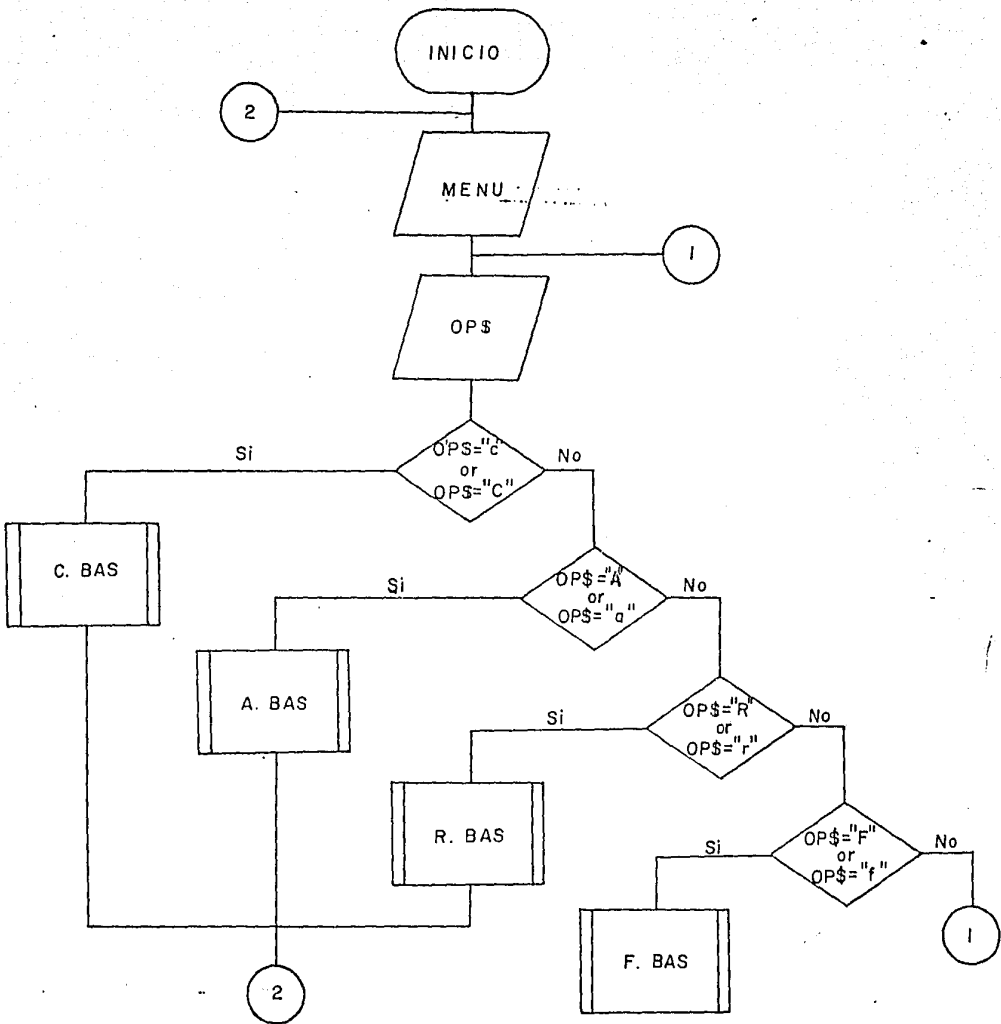 INICIO
2
MENU
1
OP$
Si
OP$="c"
or
OP$="C"
No
C. BAS
Si
OP$="A"
or
OP$="a"
No
A. BAS
Si
OP$="R"
or
OP$="r"
No
R. BAS
Si
OP$="F"
or
OP$="f"
No
F. BAS
1
2